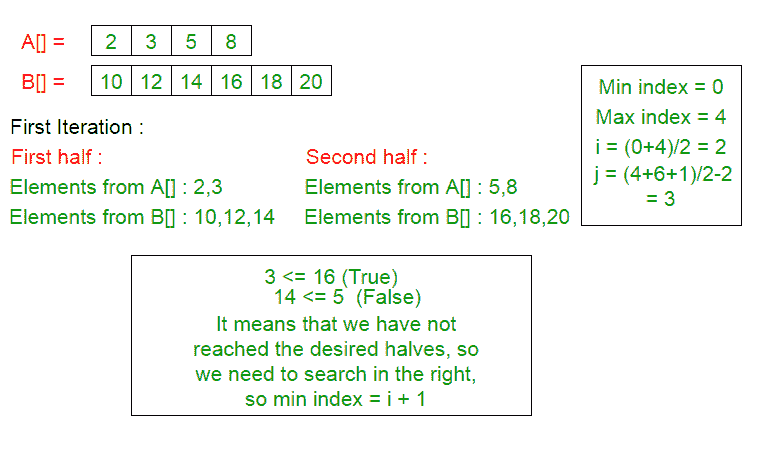 A[] = 2 3 5 8
B[] = 10 12 14 16 18 20
Min index = 0
Max index = 4
i = (0+4)/2 = 2
j = (4+6+1)/2-2
= 3
First Iteration :
First half :
Elements from A[] : 2,3
Elements from B[] : 10,12,14
Second half :
Elements from A[] : 5,8
Elements from B[] : 16,18,20
3 <= 16 (True)
14 <= 5 (False)
It means that we have not
reached the desired halves, so
we need to search in the right,
so min index = i + 1